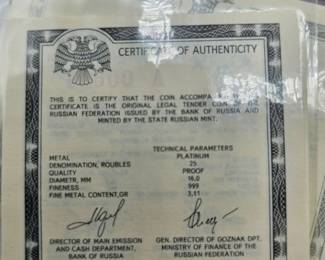 CERTIFICATE OF AUTHENTICITY
THIS IS TO CERTIFY THAT THE COIN ACCOMPA
CERTIFICATE IS THE ORIGINAL LEGAL TENDER COIN OF THE
RUSSIAN FEDERATION ISSUED BY THE BANK OF RUSSIA AND
MINTED BY THE STATE RUSSIAN MINT.
TECHNICAL PARAMETERS
METAL PLATINUM
DENOMINATION, ROUBLES 25
QUALITY PROOF
DIAMETR, MM 16,0
FINENESS 999
FINE METAL CONTENT,GR 3,11
DIRECTOR OF MAIN EMISSION
AND CASH DEPARTMENT,
BANK OF RUSSIA
GEN. DIRECTOR OF GOZNAK DPT.
MINISTRY OF FINANCE OF THE
RUSSIAN FEDERATION